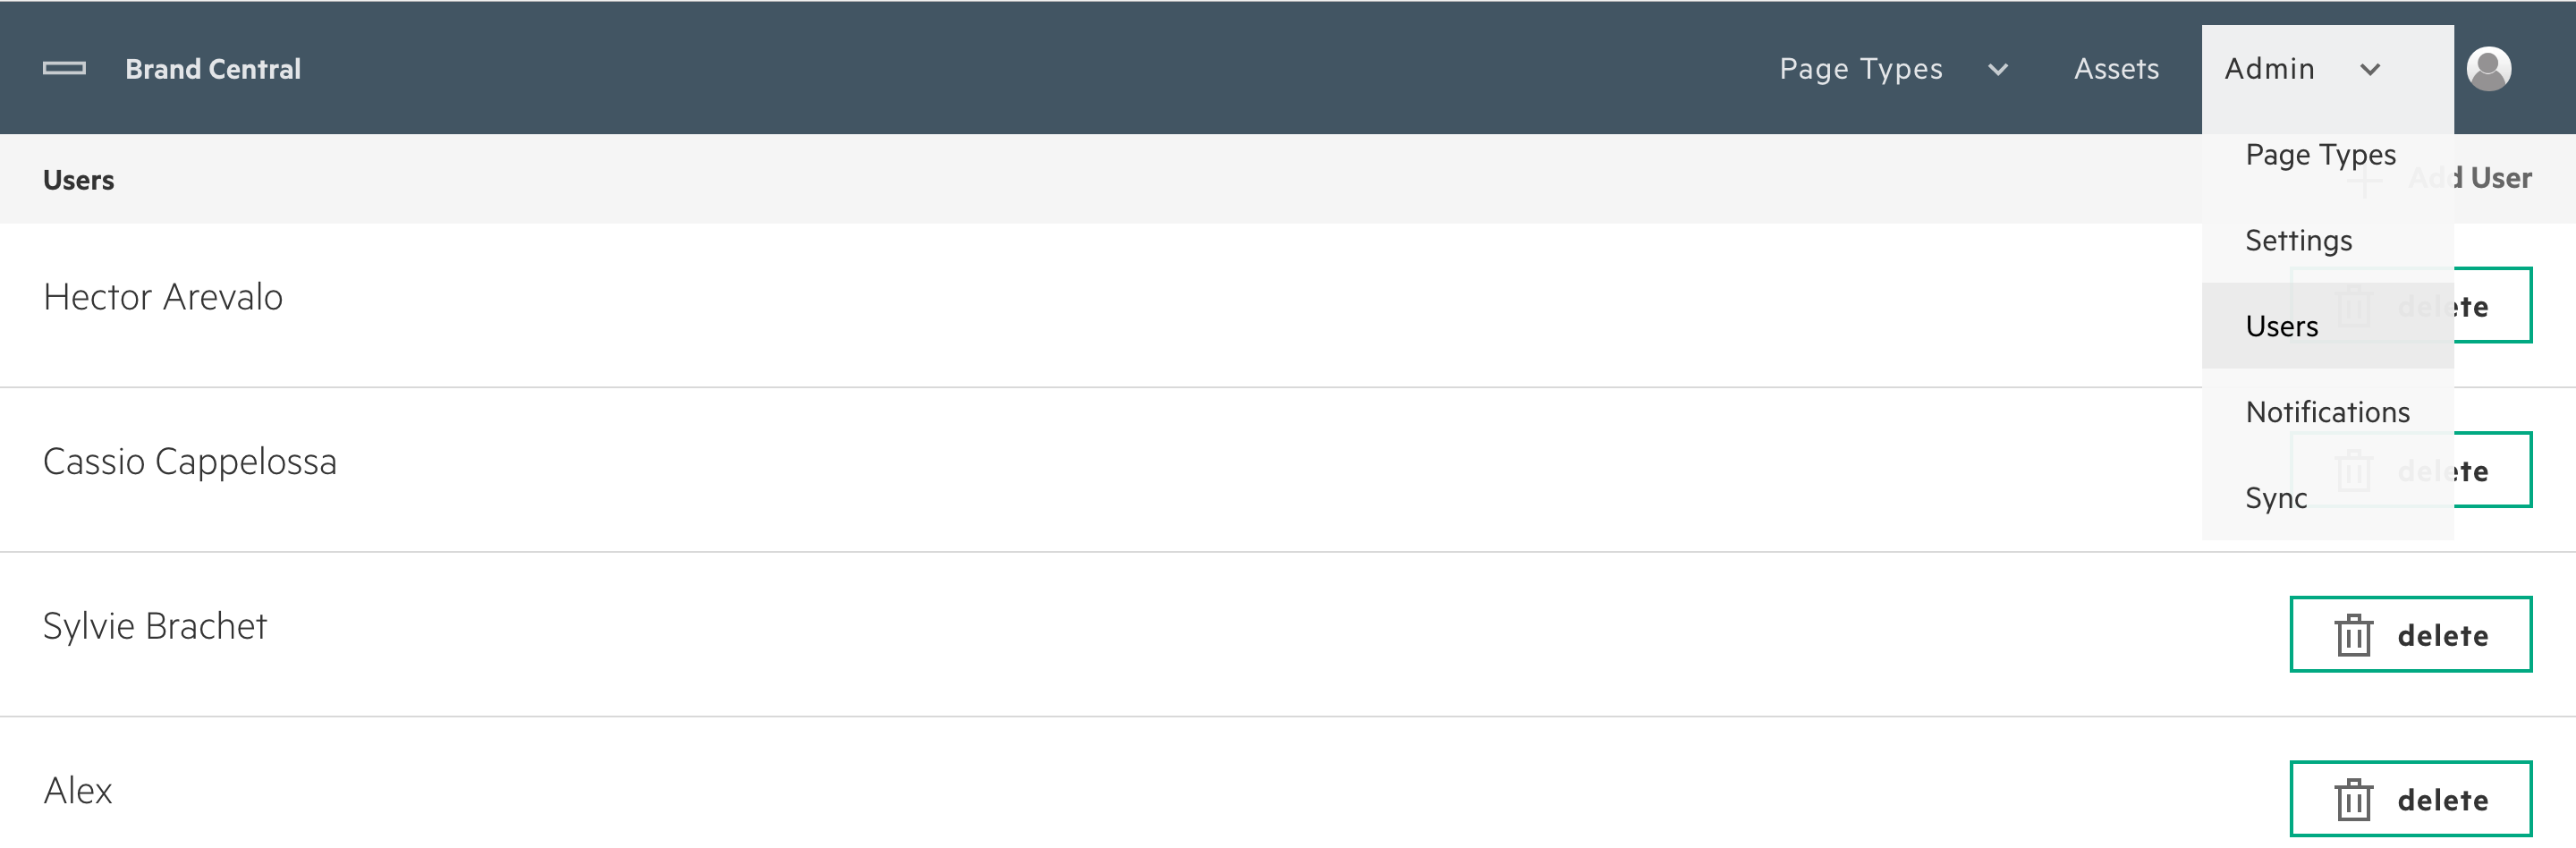 Brand Central
Page Types
Assets
Admin
Users
Add User
Page Types
Settings
Users
Notifications
Sync
Hector Arevalo
delete
Cassio Cappelossa
delete
Sylvie Brachet
delete
Alex
delete